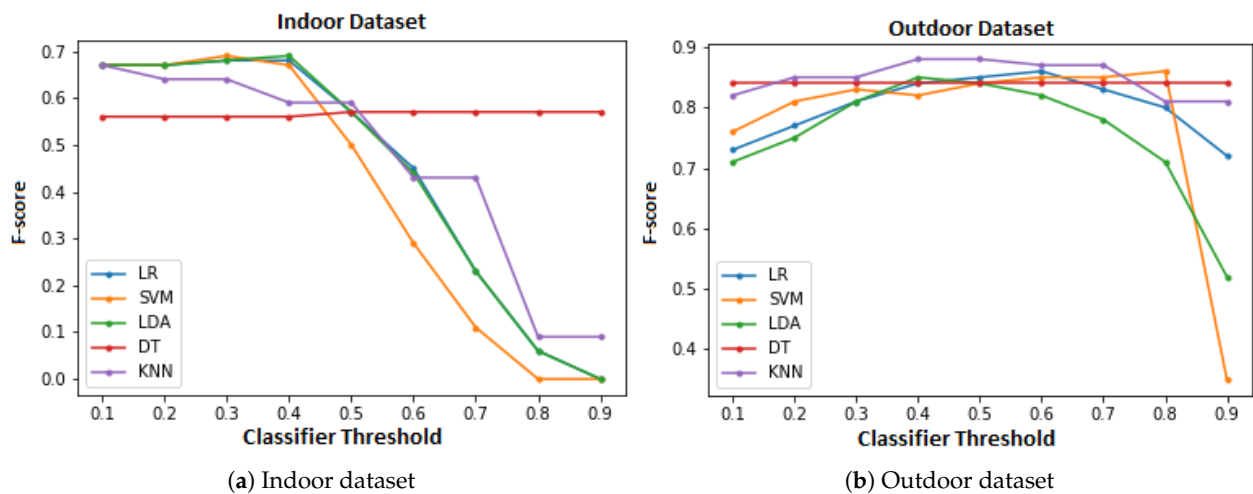 Indoor Dataset
0.7
0.6
0.5
0.4
0.3
0.2
0.1
0.0
F-score
LR
SVM
LDA
DT
KNN
0.1 0.2 0.3 0.4 0.5 0.6 0.7 0.8 0.9
Classifier Threshold
(a) Indoor dataset
Outdoor Dataset
0.9
0.8
0.7
0.6
0.5
0.4
F-score
LR
SVM
LDA
DT
KNN
0.1 0.2 0.3 0.4 0.5 0.6 0.7 0.8 0.9
Classifier Threshold
(b) Outdoor dataset